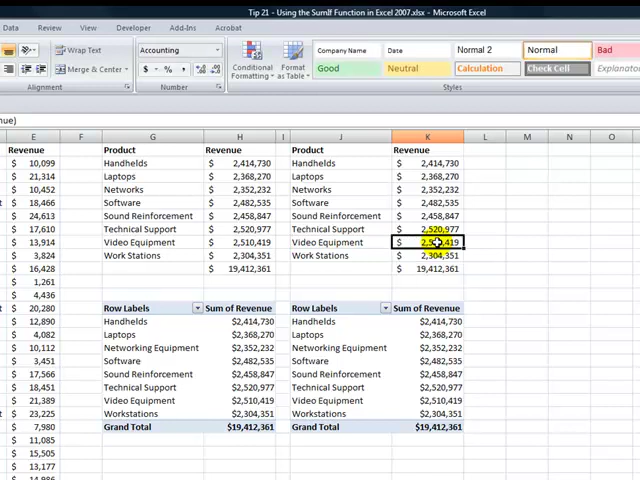 Tip 21 - Using the SumIf Function in Excel 2007.xlsx - Microsoft Excel
Data Review View Developer Add-Ins Acrobat
Wrap Text Accounting Company Name Date Normal 2 Normal Bad
Merge & Center $ % , Conditional Formatting Format as Table Good Neutral Calculation Check Cell Explanatory
Alignment Number Styles
nue)
E F G H I J K L M N O
Revenue Product Revenue Product Revenue
$ 10,099 Handhelds $ 2,414,730 Handhelds $ 2,414,730
$ 21,314 Laptops $ 2,368,270 Laptops $ 2,368,270
$ 10,452 Networks $ 2,352,232 Networks $ 2,352,232
$ 18,466 Software $ 2,482,535 Software $ 2,482,535
$ 24,613 Sound Reinforcement $ 2,458,847 Sound Reinforcement $ 2,458,847
$ 17,610 Technical Support $ 2,520,977 Technical Support $ 2,520,977
$ 13,914 Video Equipment $ 2,510,419 Video Equipment $ 2,510,419
$ 3,824 Work Stations $ 2,304,351 Work Stations $ 2,304,351
$ 16,428 $ 19,412,361 $ 19,412,361
$ 1,261
$ 4,436
$ 20,280 Row Labels Sum of Revenue Row Labels Sum of Revenue
$ 12,890 Handhelds $2,414,730 Handhelds $2,414,730
$ 4,082 Laptops $2,368,270 Laptops $2,368,270
$ 10,112 Networking Equipment $2,352,232 Networking Equipment $2,352,232
$ 3,451 Software $2,482,535 Software $2,482,535
$ 17,566 Sound Reinforcement $2,458,847 Sound Reinforcement $2,458,847
$ 18,451 Technical Support $2,520,977 Technical Support $2,520,977
$ 21,389 Video Equipment $2,510,419 Video Equipment $2,510,419
$ 23,225 Workstations $2,304,351 Workstations $2,304,351
$ 7,980 Grand Total $19,412,361 Grand Total $19,412,361
$ 11,085
$ 15,505
$ 13,177
$ 14,986